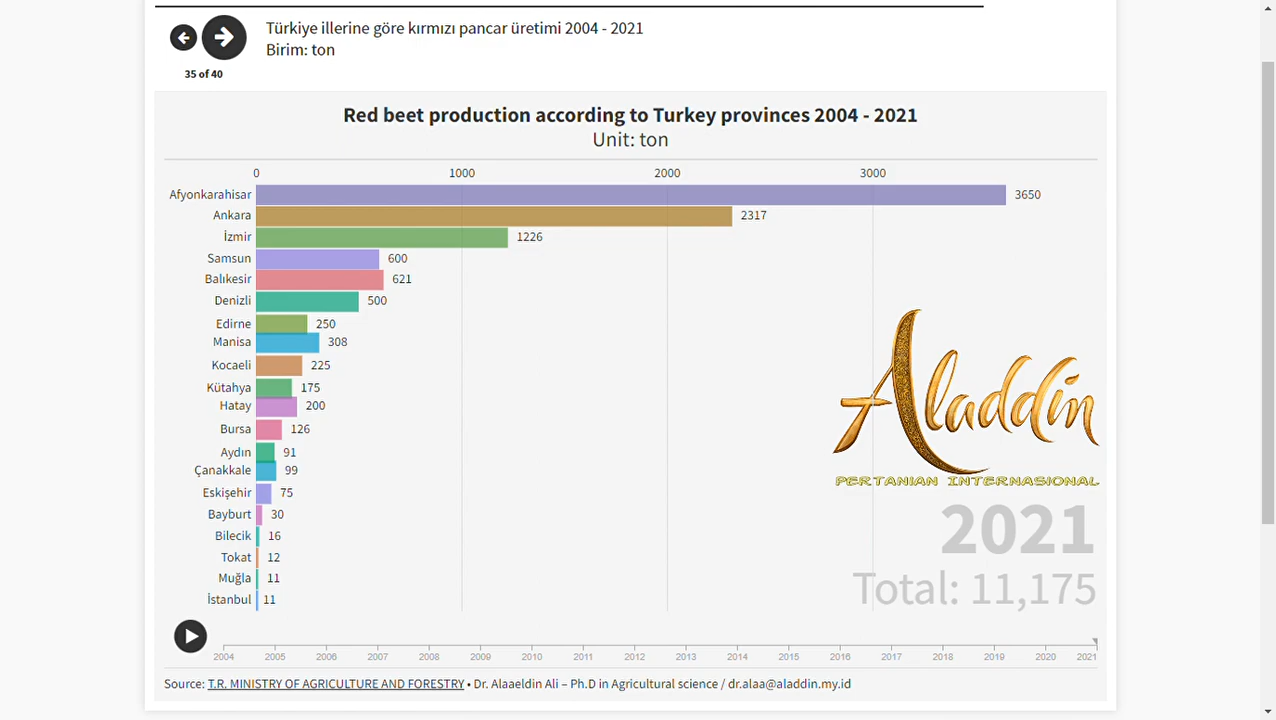 Türkiye illerine göre kırmızı pancar üretimi 2004 - 2021
Birim: ton
35 of 40
Red beet production according to Turkey provinces 2004 - 2021
Unit: ton
0 1000 2000 3000
Afyonkarahisar 3650
Ankara 2317
İzmir 1226
Samsun 600
Balıkesir 621
Denizli 500
Edirne 250
Manisa 308
Kocaeli 225
Kütahya 175
Hatay 200
Bursa 126
Aydın 91
Çanakkale 99
Eskişehir 75
Bayburt 30
Bilecik 16
Tokat 12
Muğla 11
İstanbul 11
Aladdin
PERTANIAN INTERNASIONAL
2021
Total: 11,175
2004 2005 2006 2007 2008 2009 2010 2011 2012 2013 2014 2015 2016 2017 2018 2019 2020 2021
Source: T.R. MINISTRY OF AGRICULTURE AND FORESTRY • Dr. Alaaeldin Ali – Ph.D in Agricultural science / dr.alaa@aladdin.my.id